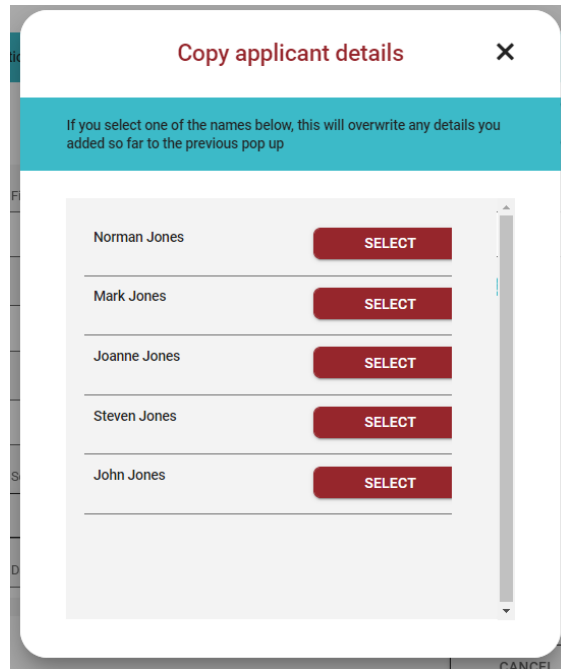 Copy applicant details
If you select one of the names below, this will overwrite any details you
added so far to the previous pop up
Norman Jones
SELECT
Mark Jones
SELECT
Joanne Jones
SELECT
Steven Jones
SELECT
John Jones
SELECT
CANCEL